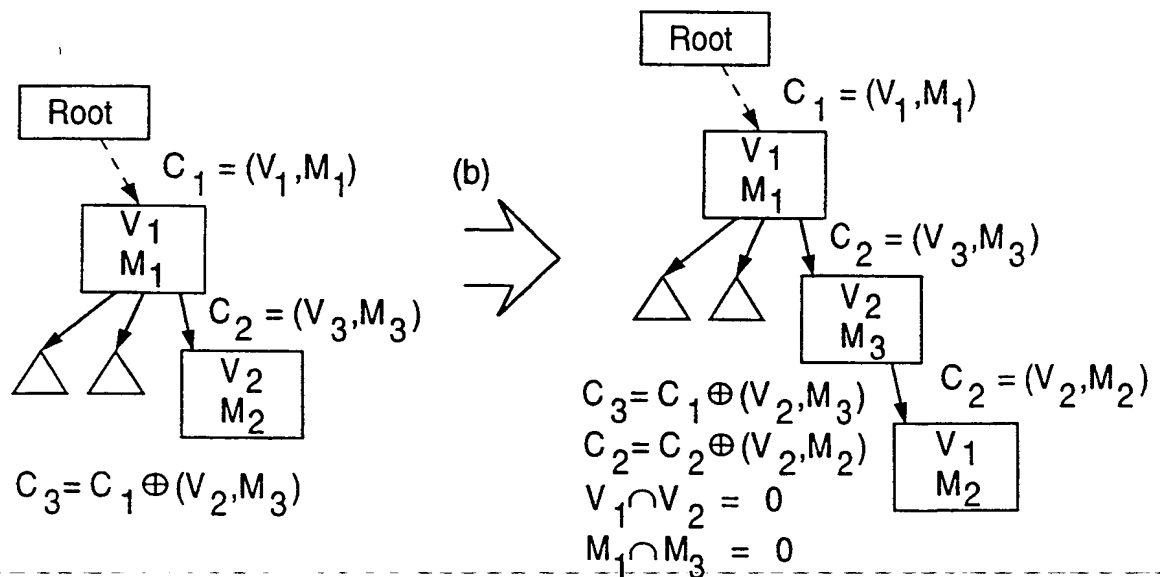 Root
C₁ = (V₁,M₁)
V₁
M₁
C₂ = (V₃,M₃)
V₂
M₂
C₃= C₁⊕(V₂,M₃)
(b)
Root
C₁ = (V₁,M₁)
V₁
M₁
C₂ = (V₃,M₃)
V₂
M₃
C₂ = (V₂,M₂)
V₁
M₂
C₃= C₁⊕(V₂,M₃)
C₂= C₂⊕(V₂,M₂)
V₁∩V₂ = 0
M₁∩M₃ = 0